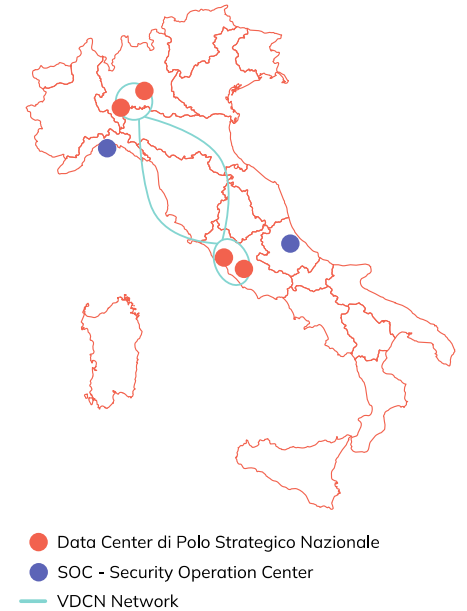 Data Center di Polo Strategico Nazionale
SOC - Security Operation Center
VDCN Network